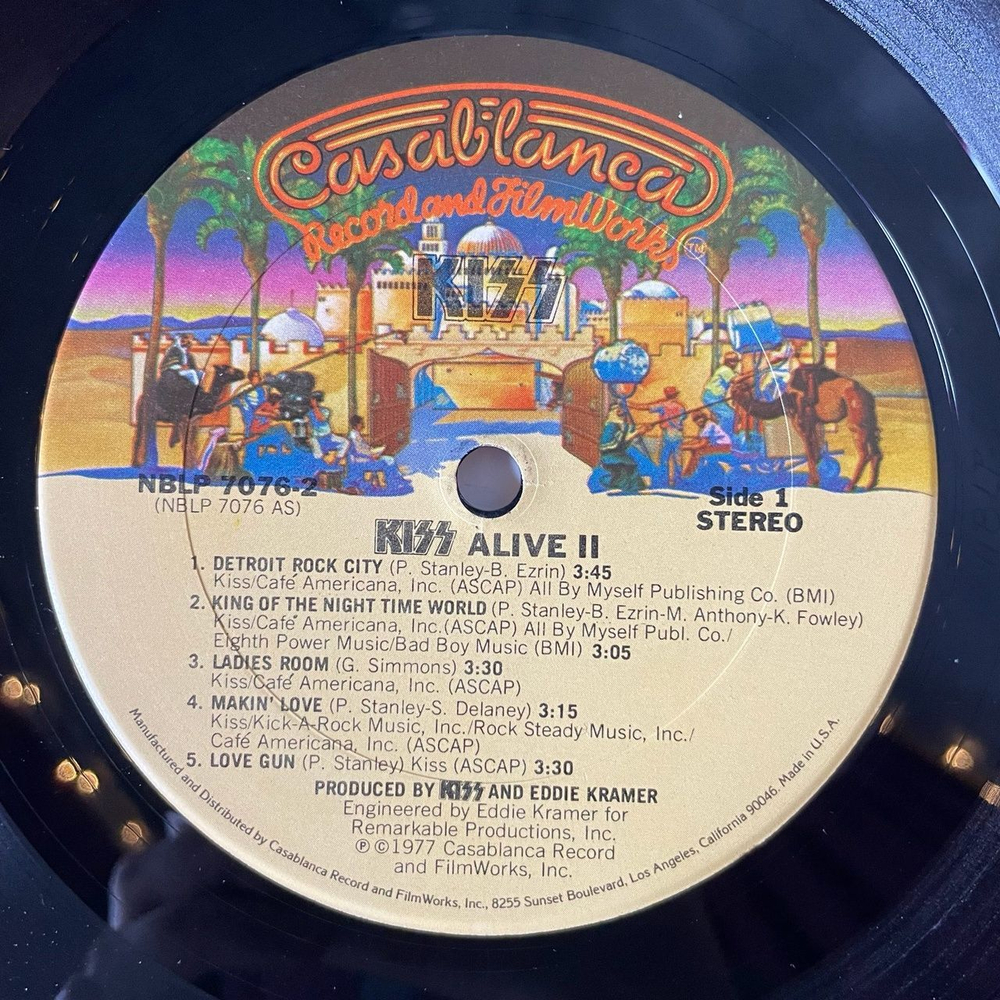 Casablanca
Record and FilmWorks™
KISS
NBLP 7076-2
(NBLP 7076 AS)
Side 1
STEREO
KISS ALIVE II
1. DETROIT ROCK CITY (P. Stanley-B. Ezrin) 3:45
Kiss/Café Americana, Inc. (ASCAP) All By Myself Publishing Co. (BMI)
2. KING OF THE NIGHT TIME WORLD (P. Stanley-B. Ezrin-M. Anthony-K. Fowley)
Kiss/Café Americana, Inc.(ASCAP) All By Myself Publ. Co./
Eighth Power Music/Bad Boy Music (BMI) 3:05
3. LADIES ROOM (G. Simmons) 3:30
Kiss/Café Americana, Inc. (ASCAP)
4. MAKIN' LOVE (P. Stanley-S. Delaney) 3:15
Kiss/Kick-A-Rock Music, Inc./Rock Steady Music, Inc./
Café Americana, Inc. (ASCAP)
5. LOVE GUN (P. Stanley) Kiss (ASCAP) 3:30
PRODUCED BY KISS AND EDDIE KRAMER
Engineered by Eddie Kramer for
Remarkable Productions, Inc.
℗ ©1977 Casablanca Record
and FilmWorks, Inc.
Manufactured and Distributed by Casablanca Record and FilmWorks, Inc., 8255 Sunset Boulevard, Los Angeles, California 90046. Made in U.S.A.